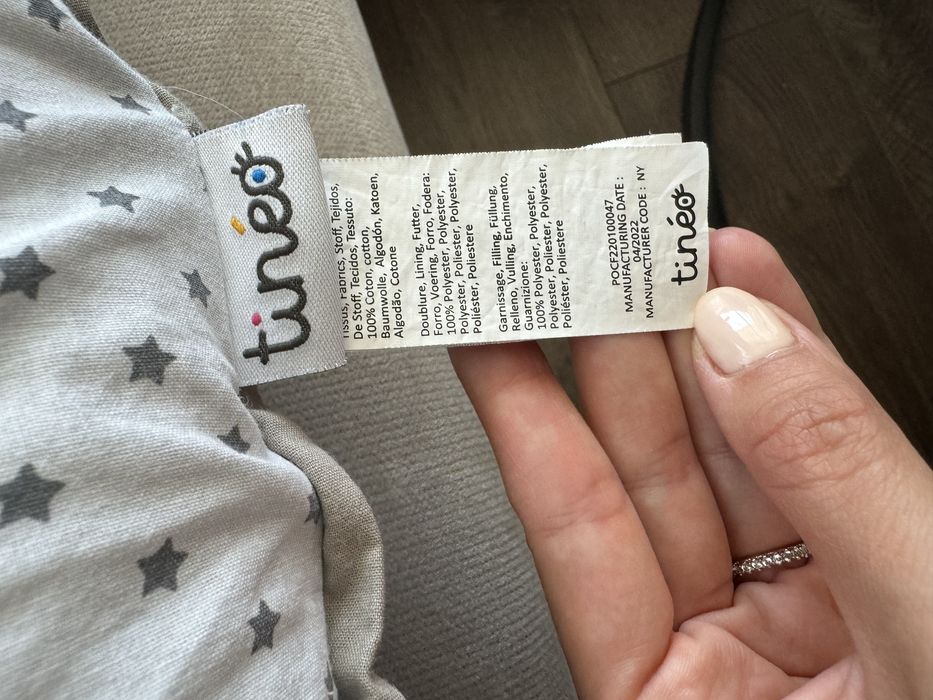 tinéo
Tissus, Fabrics, Stoff, Tejidos,
De Stoff, Tecidos, Tessuto:
100% Coton, cotton,
Baumwolle, Algodón, Katoen,
Algodão, Cotone
Doublure, Lining, Futter,
Forro, Voering, Forro, Fodera:
100% Polyester, Polyester,
Polyester, Poliester, Polyester,
Poliéster, Poliestere
Garnissage, Filling, Füllung,
Relleno, Vulling, Enchimento,
Guarnizione:
100% Polyester, Polyester,
Polyester, Poliester, Polyester,
Poliéster, Poliestere
POCF220100047
MANUFACTURING DATE :
04/2022
MANUFACTURER CODE : NY
tinéo